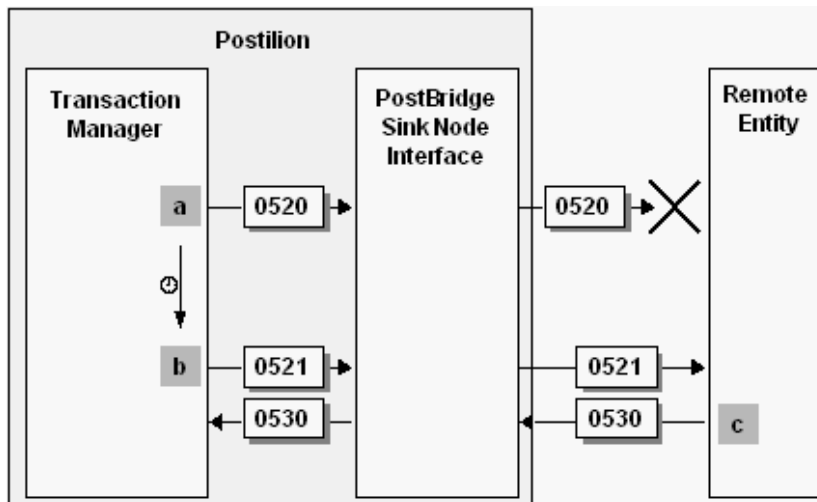 Postilion
Transaction
Manager
PostBridge
Sink Node
Interface
Remote
Entity
a
0520
0520
b
0521
0521
0530
0530
c